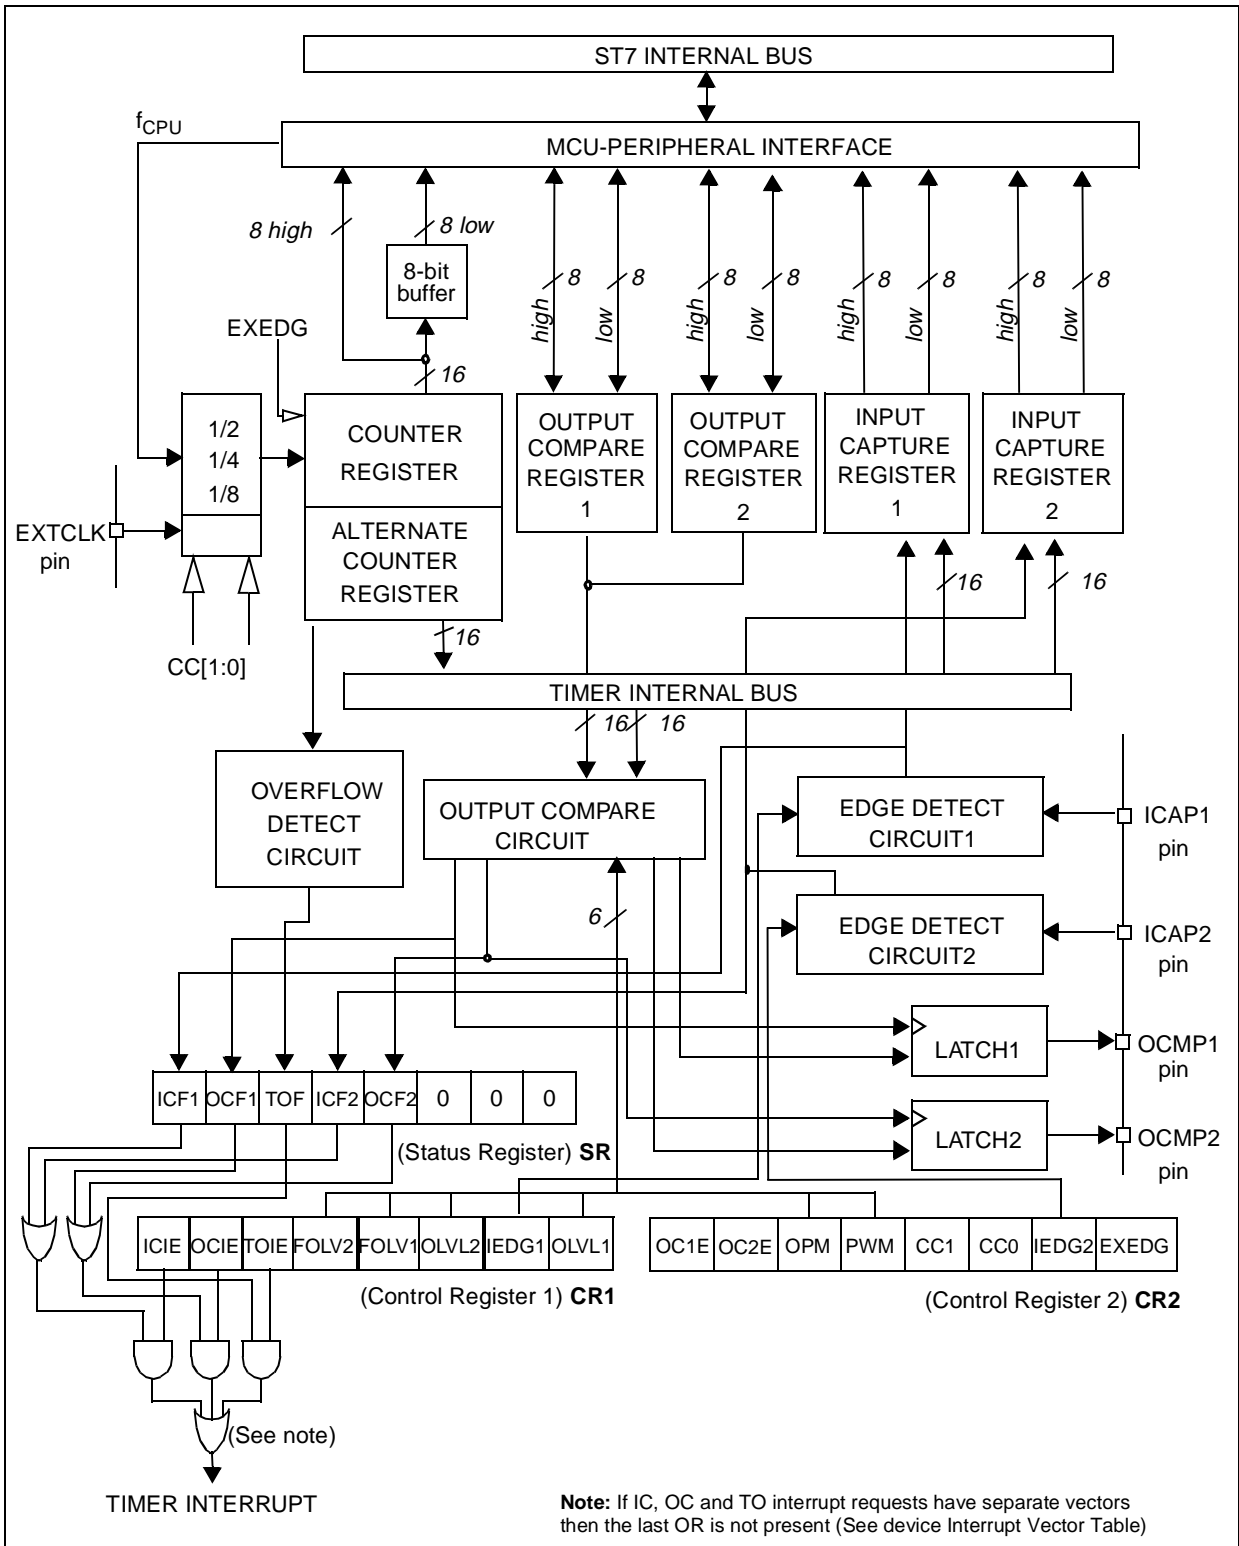 ST7 INTERNAL BUS
fCPU
MCU-PERIPHERAL INTERFACE
8 high
8 low
8-bit
buffer
8
8
8
8
8
8
8
8
high
low
high
low
high
low
high
low
EXEDG
16
1/2
1/4
1/8
COUNTER
REGISTER
ALTERNATE
COUNTER
REGISTER
OUTPUT
COMPARE
REGISTER
1
OUTPUT
COMPARE
REGISTER
2
INPUT
CAPTURE
REGISTER
1
INPUT
CAPTURE
REGISTER
2
EXTCLK
pin
CC[1:0]
16
16
16
TIMER INTERNAL BUS
16
16
OVERFLOW
DETECT
CIRCUIT
OUTPUT COMPARE
CIRCUIT
EDGE DETECT
CIRCUIT1
ICAP1
pin
6
EDGE DETECT
CIRCUIT2
ICAP2
pin
LATCH1
OCMP1
pin
LATCH2
OCMP2
pin
ICF1 OCF1 TOF ICF2 OCF2 0 0 0
(Status Register) SR
ICIE OCIE TOIE FOLV2 FOLV1 OLVL2 IEDG1 OLVL1
(Control Register 1) CR1
OC1E OC2E OPM PWM CC1 CC0 IEDG2 EXEDG
(Control Register 2) CR2
(See note)
TIMER INTERRUPT
Note: If IC, OC and TO interrupt requests have separate vectors
then the last OR is not present (See device Interrupt Vector Table)